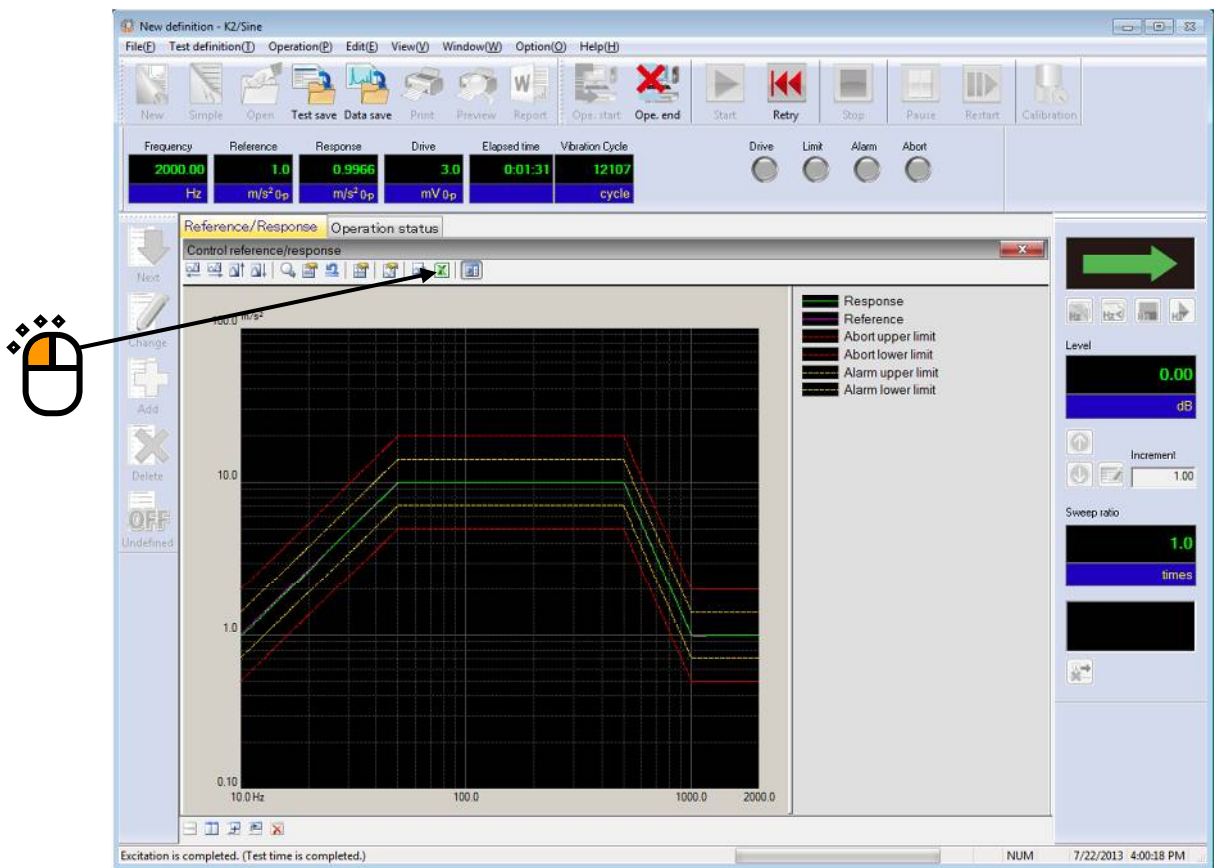 New definition - K2/Sine
File(F) Test definition(T) Operation(P) Edit(E) View(V) Window(W) Option(O) Help(H)
New Simple Open Test save Data save Print Preview Report Ope. start Ope. end Start Retry Stop Pause Restart Calibration
Frequency Reference Response Drive Elapsed time Vibration Cycle Drive Limit Alarm Abort
2000.00 1.0 0.9966 3.0 0:01:31 12107
Hz m/s² 0-p m/s² 0-p mV 0-p cycle
Reference/Response Operation status
Control reference/response
Next
Change
Add
Delete
OFF
Undefined
100.0 m/s²
10.0
1.0
0.10
10.0 Hz 100.0 1000.0 2000.0
Response
Reference
Abort upper limit
Abort lower limit
Alarm upper limit
Alarm lower limit
Level
0.00
dB
Increment
1.00
Sweep ratio
1.0
times
Excitation is completed. (Test time is completed.) NUM 7/22/2013 4:00:18 PM